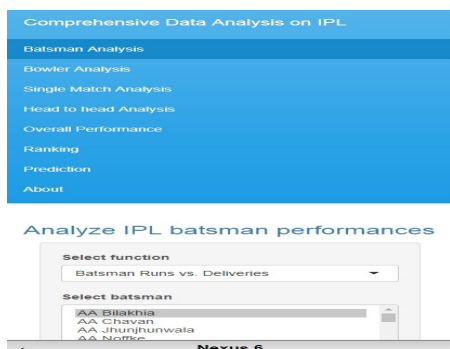 Comprehensive Data Analysis on IPL
Batsman Analysis
Bowler Analysis
Single Match Analysis
Head to head Analysis
Overall Performance
Ranking
Prediction
About
Analyze IPL batsman performances
Select function
Batsman Runs vs. Deliveries
Select batsman
AA Bilakhia
AA Chavan
AA Jhunjhunwala
AA Noffke
Nexus 6